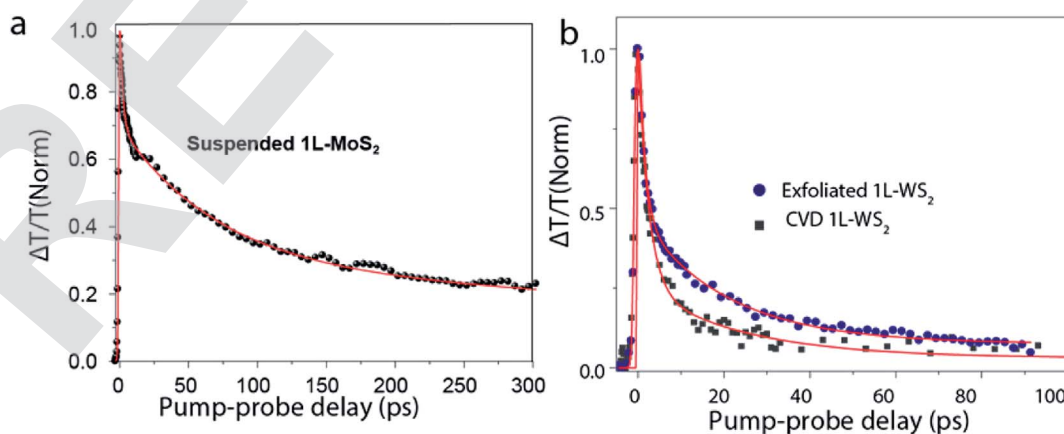 a
ΔT/T(Norm)
1.0
0.8
0.6
0.4
0.2
0.0
Suspended 1L-MoS₂
0 50 100 150 200 250 300
Pump-probe delay (ps)
b
ΔT/T(Norm)
1.0
0.5
0.0
Exfoliated 1L-WS₂
CVD 1L-WS₂
0 20 40 60 80 100
Pump-probe delay (ps)
RE